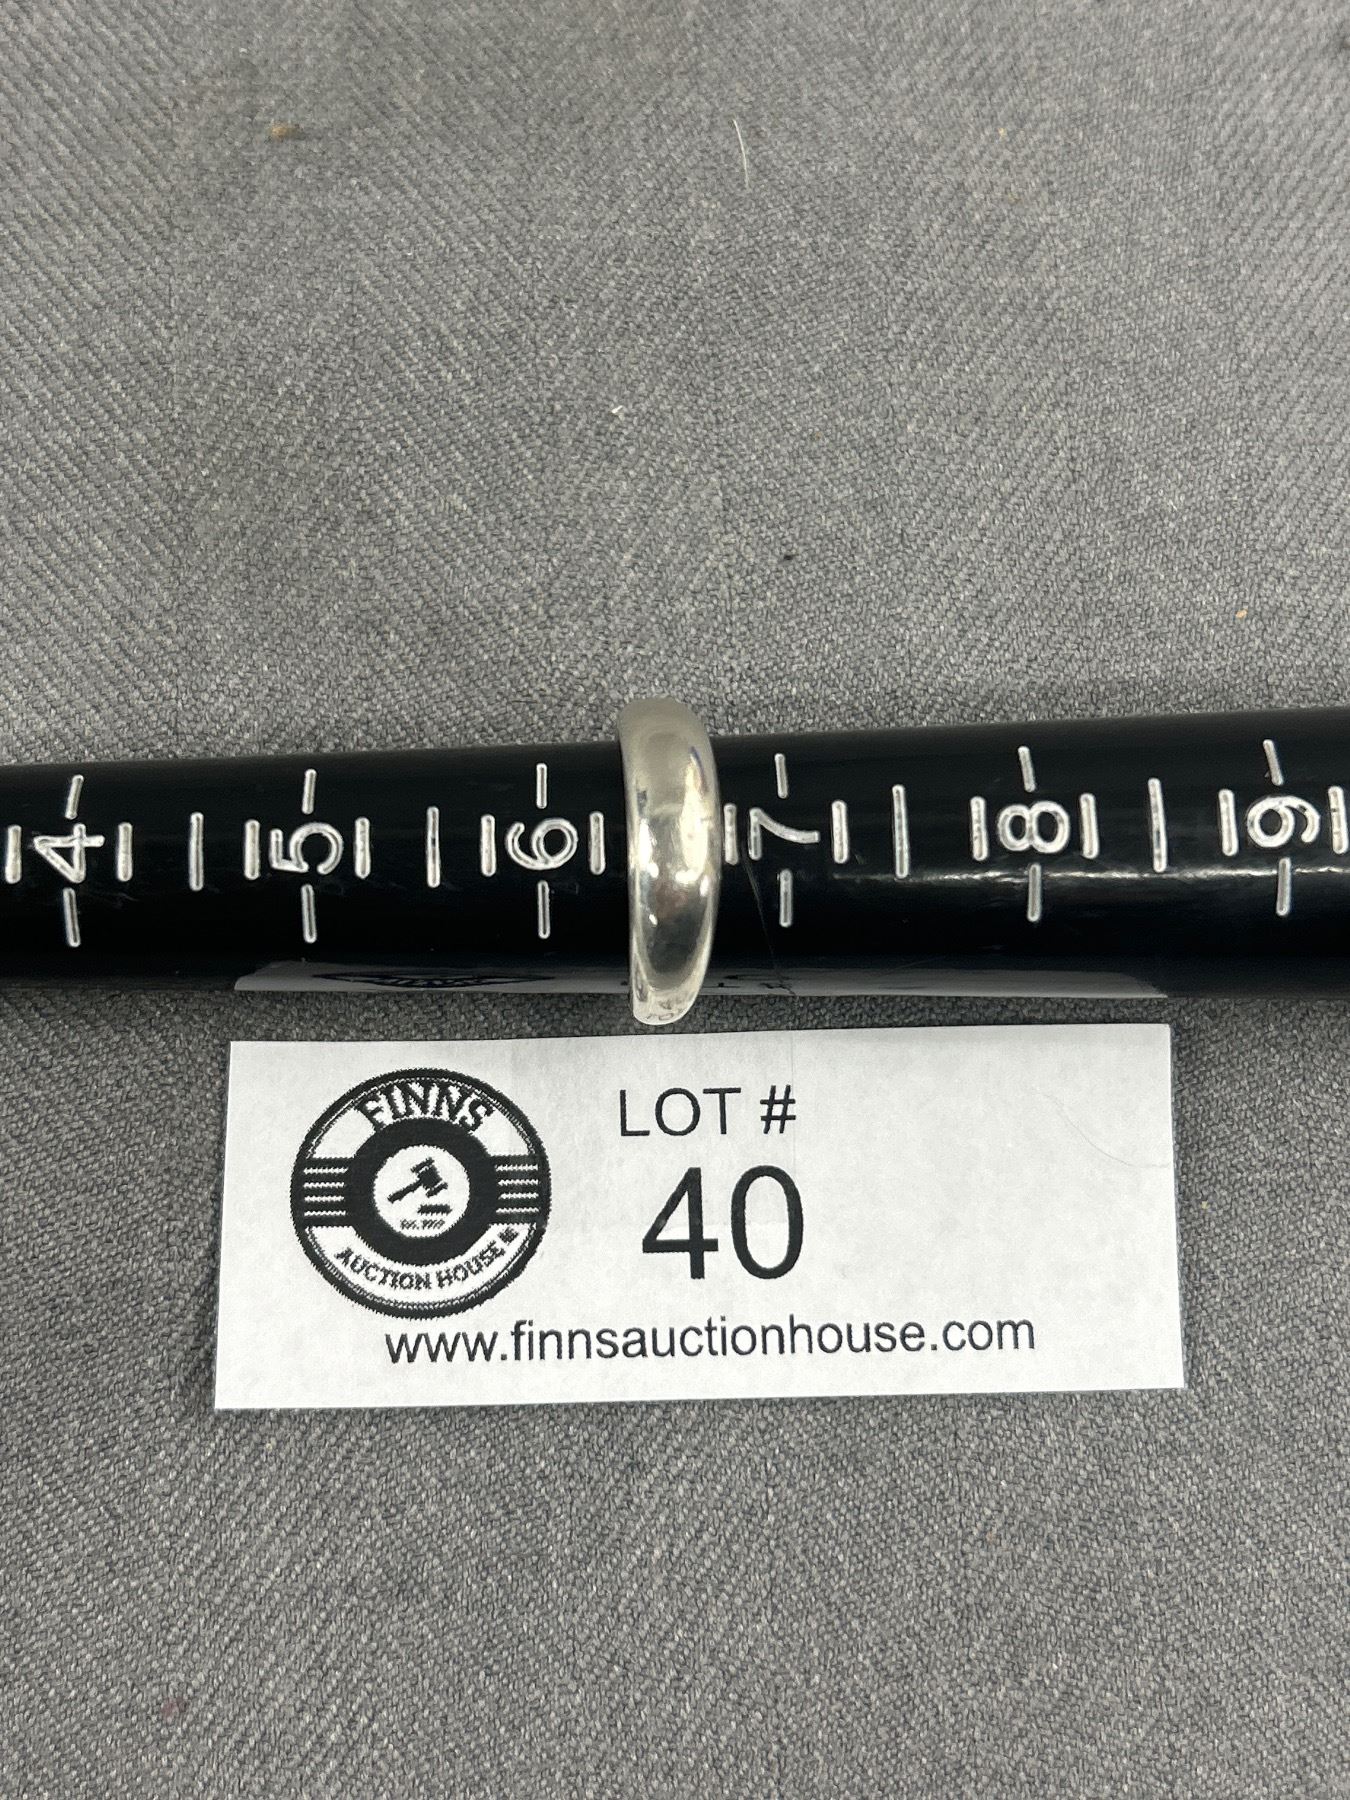 4 5 6 7 8 9
FINNS
AUCTION HOUSE
LOT #
40
www.finnsauctionhouse.com